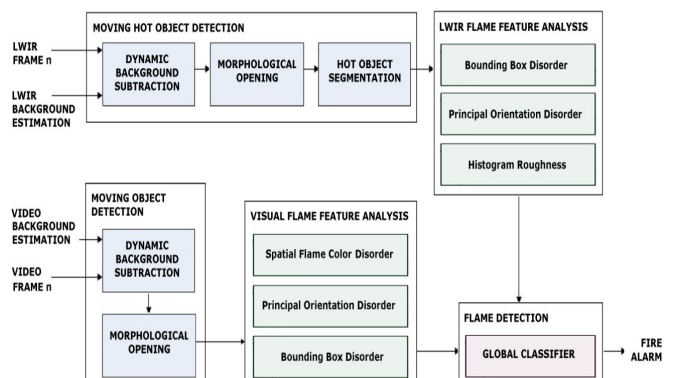 MOVING HOT OBJECT DETECTION
LWIR
FRAME n
LWIR
BACKGROUND
ESTIMATION
DYNAMIC
BACKGROUND
SUBTRACTION
MORPHOLOGICAL
OPENING
HOT OBJECT
SEGMENTATION
LWIR FLAME FEATURE ANALYSIS
Bounding Box Disorder
Principal Orientation Disorder
Histogram Roughness
MOVING OBJECT
DETECTION
VIDEO
BACKGROUND
ESTIMATION
VIDEO
FRAME n
DYNAMIC
BACKGROUND
SUBTRACTION
MORPHOLOGICAL
OPENING
VISUAL FLAME FEATURE ANALYSIS
Spatial Flame Color Disorder
Principal Orientation Disorder
Bounding Box Disorder
FLAME DETECTION
GLOBAL CLASSIFIER
FIRE
ALARM